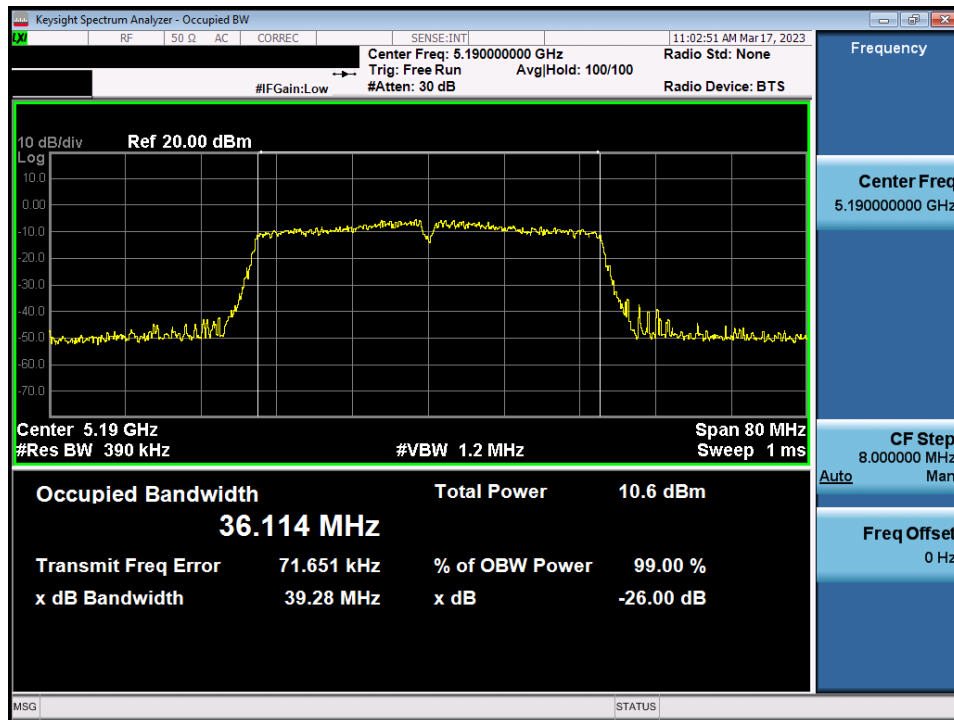 Keysight Spectrum Analyzer - Occupied BW
LXI RF 50 Ω AC CORREC SENSE:INT 11:02:51 AM Mar 17, 2023
Center Freq: 5.190000000 GHz Radio Std: None
Trig: Free Run Avg|Hold: 100/100
#IFGain:Low #Atten: 30 dB Radio Device: BTS
10 dB/div Ref 20.00 dBm
Log
10.0
0.00
-10.0
-20.0
-30.0
-40.0
-50.0
-60.0
-70.0
Center 5.19 GHz Span 80 MHz
#Res BW 390 kHz #VBW 1.2 MHz Sweep 1 ms
Occupied Bandwidth Total Power 10.6 dBm
36.114 MHz
Transmit Freq Error 71.651 kHz % of OBW Power 99.00 %
x dB Bandwidth 39.28 MHz x dB -26.00 dB
MSG STATUS
Frequency
Center Freq
5.190000000 GHz
CF Step
8.000000 MHz
Auto Man
Freq Offset
0 Hz